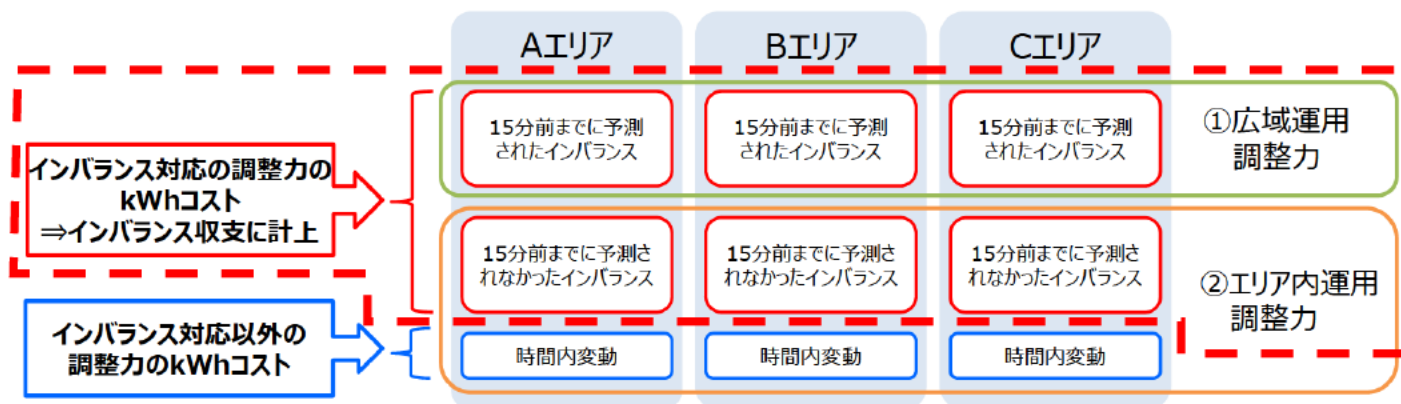 Aエリア
Bエリア
Cエリア
15分前までに予測
されたインバランス
15分前までに予測
されたインバランス
15分前までに予測
されたインバランス
①広域運用
調整力
インバランス対応の調整力の
kWhコスト
⇒インバランス収支に計上
15分前までに予測さ
れなかったインバランス
15分前までに予測さ
れなかったインバランス
15分前までに予測さ
れなかったインバランス
②エリア内運用
調整力
インバランス対応以外の
調整力のkWhコスト
時間内変動
時間内変動
時間内変動